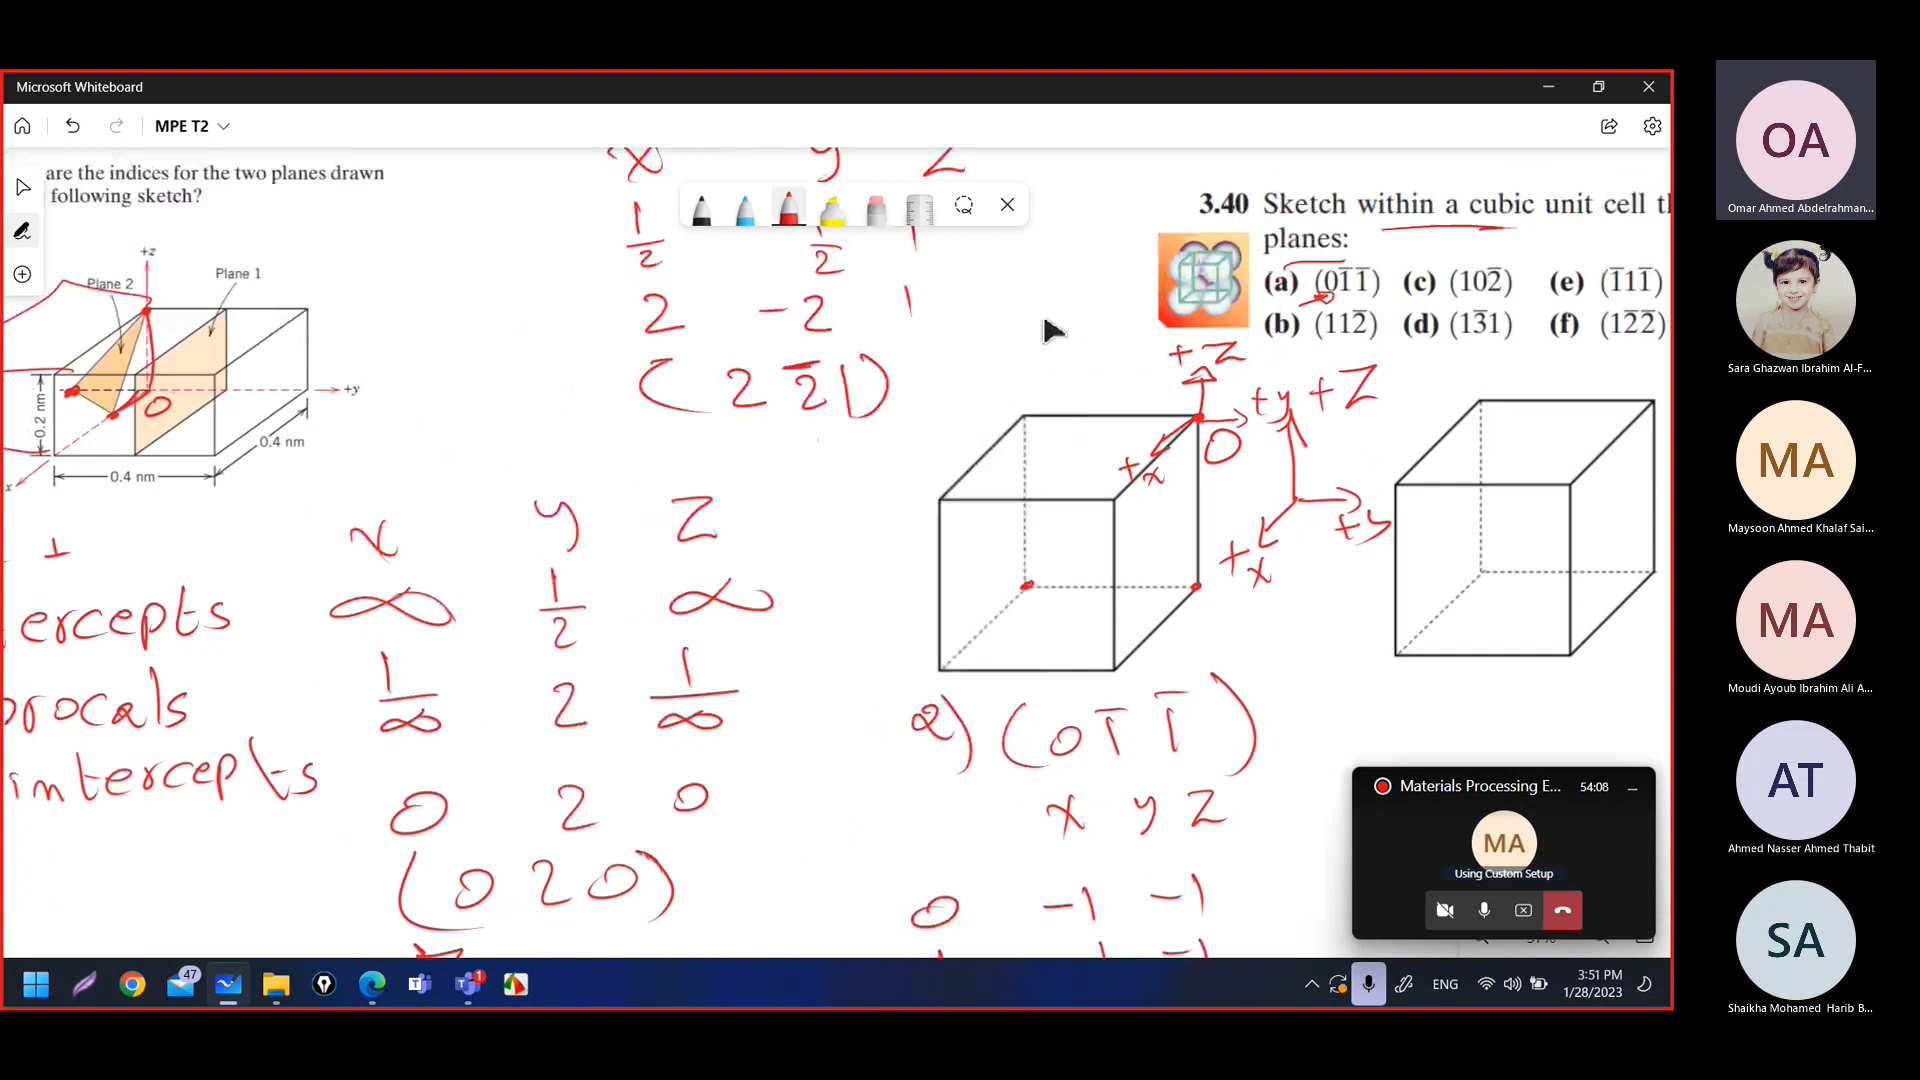 Microsoft Whiteboard
MPE T2
are the indices for the two planes drawn
following sketch?
+z
Plane 1
Plane 2
O
+y
0.2 nm
0.4 nm
0.4 nm
x
x y z
1/2 1/2 1
2 -2 1
(2 2̅ 1)
x y z
ercepts ∞ 1/2 ∞
procals 1/∞ 2 1/∞
intercepts
0 2 0
(0 2 0)
3.40 Sketch within a cubic unit cell th
planes:
(a) (01̅1̅) (c) (102̅) (e) (1̅11̅)
(b) (112̅) (d) (13̅1) (f) (12̅2̅)
+z
+y
+x
O
+z
+y
+x
a) (0 1̅ 1̅)
x y z
0 -1 -1
-1
Materials Processing E... 54:08
MA
Using Custom Setup
OA
Omar Ahmed Abdelrahman...
Sara Ghazwan Ibrahim Al-F...
MA
Maysoon Ahmed Khalaf Sai...
MA
Moudi Ayoub Ibrahim Ali A...
AT
Ahmed Nasser Ahmed Thabit
SA
Shaikha Mohamed Harib B...
47
1
ENG
3:51 PM
1/28/2023